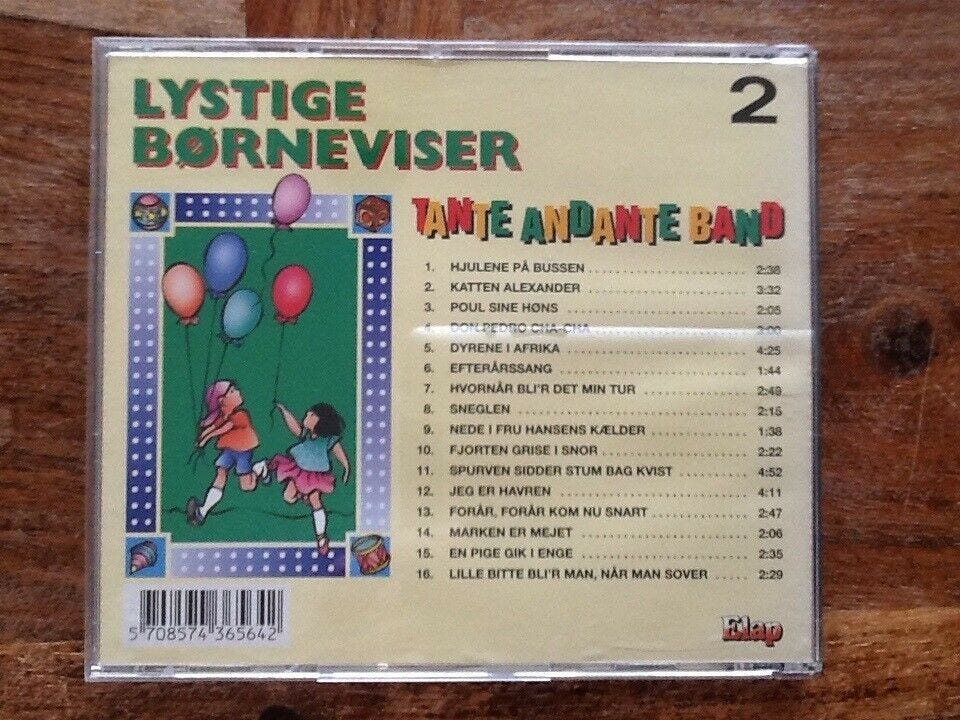 LYSTIGE
BØRNEVISER
2
TANTE ANDANTE BAND
1. HJULENE PÅ BUSSEN 2:38
2. KATTEN ALEXANDER 3:32
3. POUL SINE HØNS 2:05
4. DON PEDRO CHA-CHA 3:00
5. DYRENE I AFRIKA 4:25
6. EFTERÅRSSANG 1:44
7. HVORNÅR BLI'R DET MIN TUR 2:49
8. SNEGLEN 2:15
9. NEDE I FRU HANSENS KÆLDER 1:38
10. FJORTEN GRISE I SNOR 2:22
11. SPURVEN SIDDER STUM BAG KVIST 4:52
12. JEG ER HAVREN 4:11
13. FORÅR, FORÅR KOM NU SNART 2:47
14. MARKEN ER MEJET 2:06
15. EN PIGE GIK I ENGE 2:35
16. LILLE BITTE BLI'R MAN, NÅR MAN SOVER 2:29
5 708574 365642
Elap